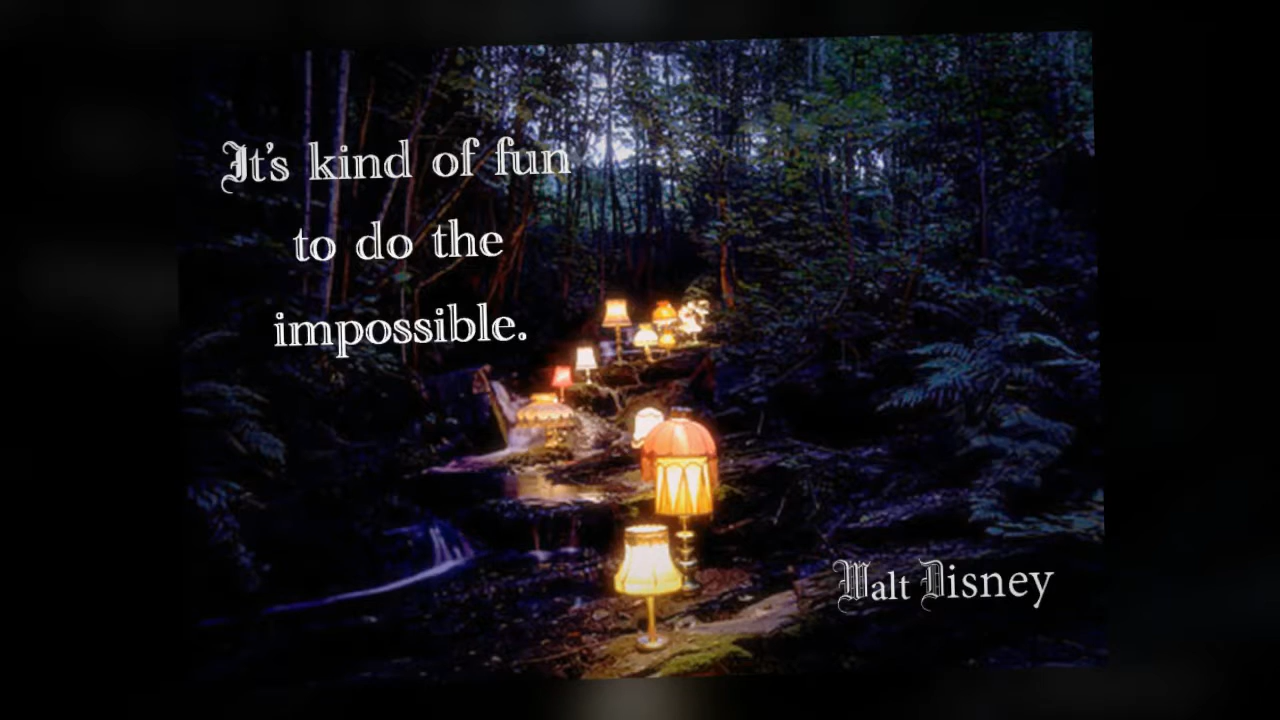 It's kind of fun
to do the
impossible.
Walt Disney